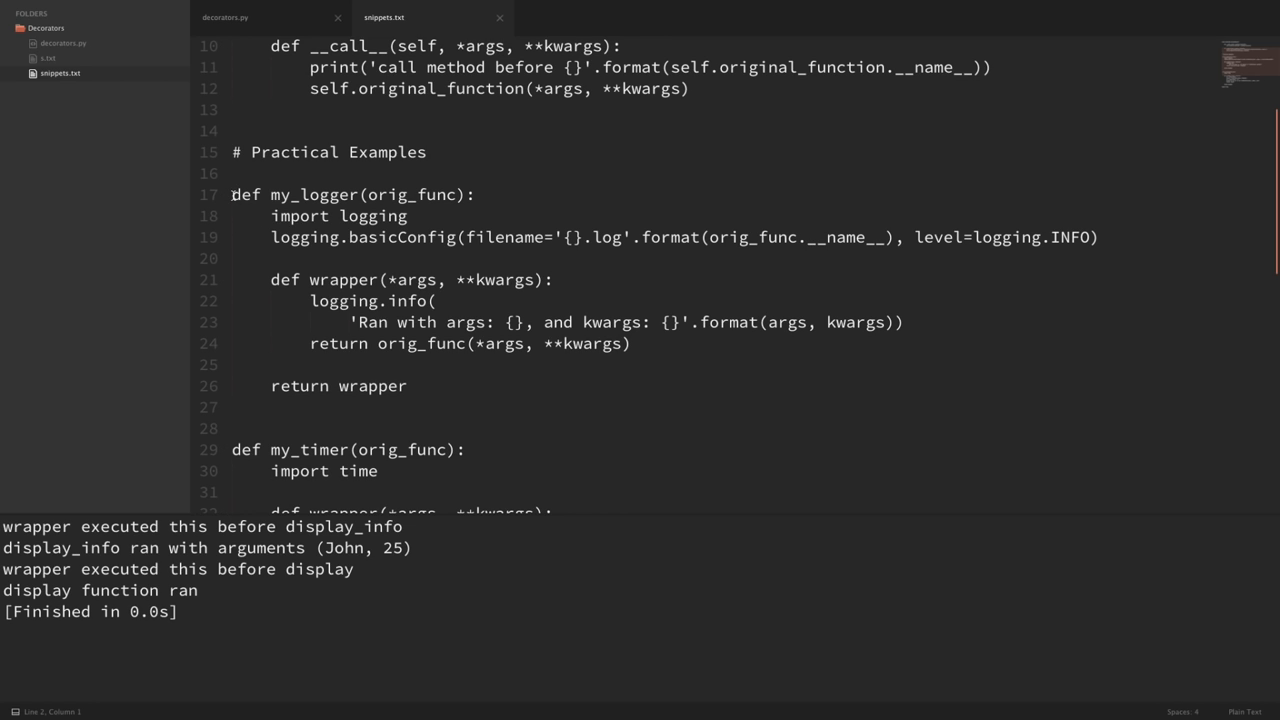 FOLDERS
Decorators
decorators.py
s.txt
snippets.txt
decorators.py ×
snippets.txt ×
10 def __call__(self, *args, **kwargs):
11 print('call method before {}'.format(self.original_function.__name__))
12 self.original_function(*args, **kwargs)
13
14
15 # Practical Examples
16
17 def my_logger(orig_func):
18 import logging
19 logging.basicConfig(filename='{}.log'.format(orig_func.__name__), level=logging.INFO)
20
21 def wrapper(*args, **kwargs):
22 logging.info(
23 'Ran with args: {}, and kwargs: {}'.format(args, kwargs))
24 return orig_func(*args, **kwargs)
25
26 return wrapper
27
28
29 def my_timer(orig_func):
30 import time
31
32 def wrapper(*args, **kwargs):
wrapper executed this before display_info
display_info ran with arguments (John, 25)
wrapper executed this before display
display function ran
[Finished in 0.0s]
Line 2, Column 1
Spaces: 4
Plain Text